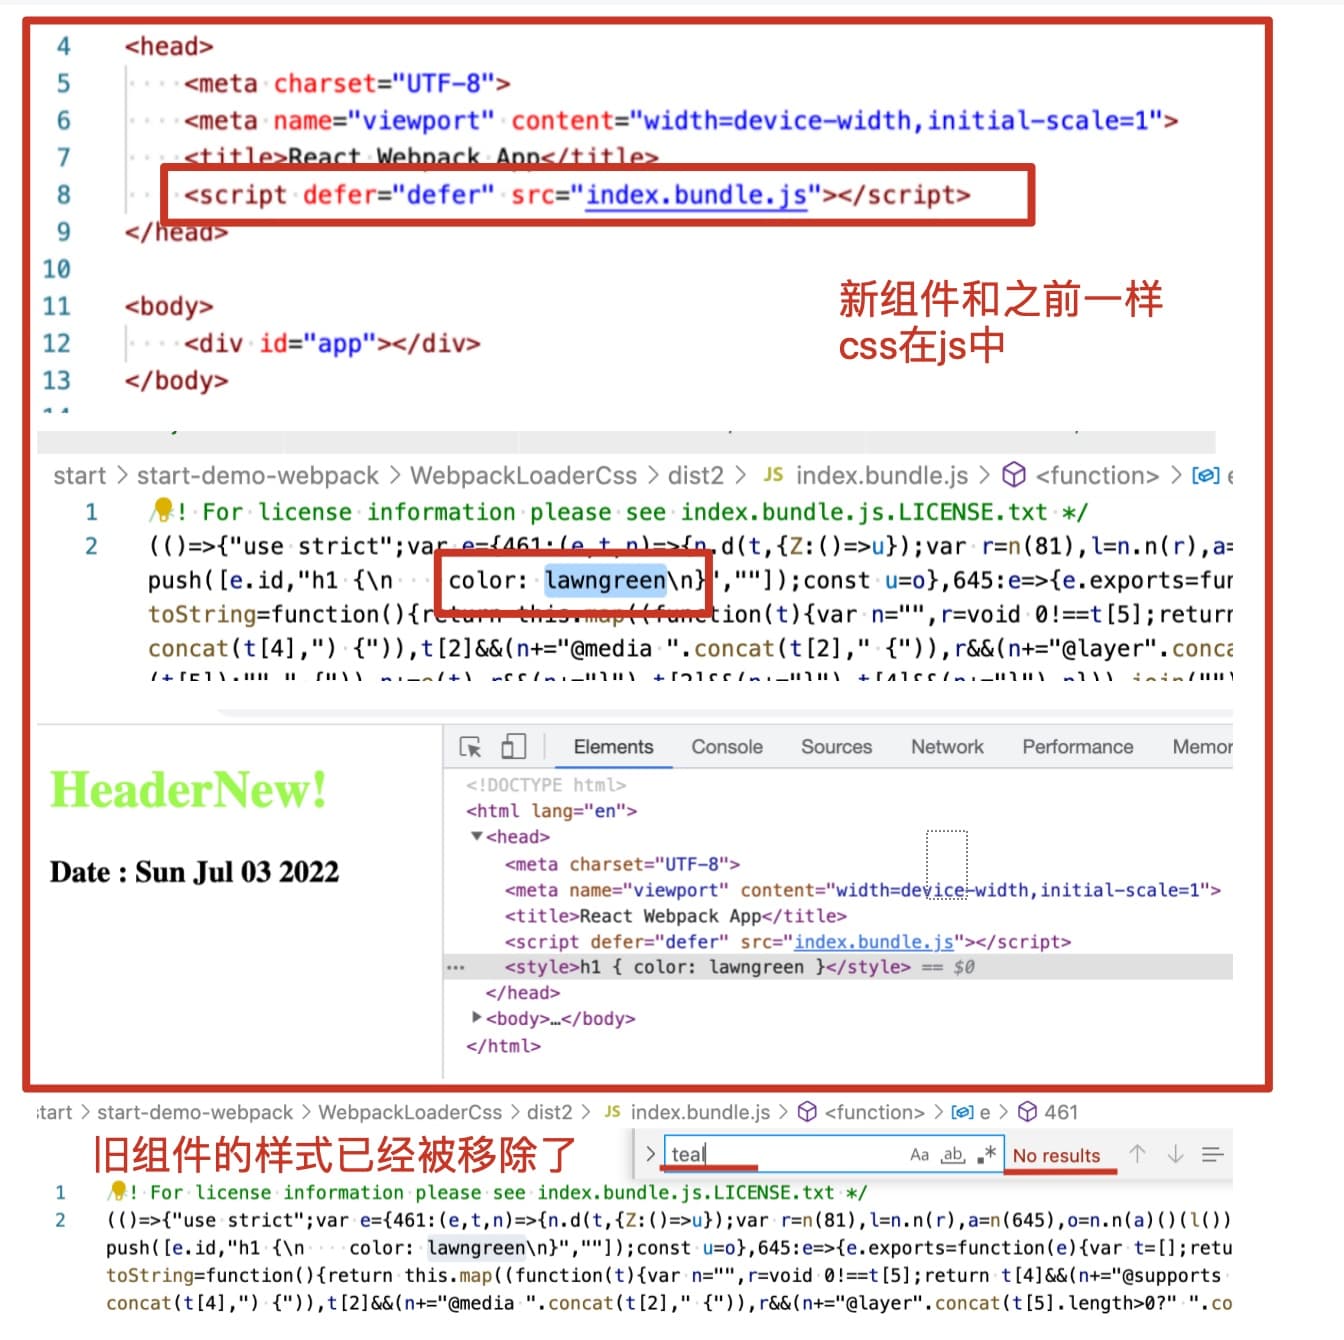 4 <head>
5 <meta charset="UTF-8">
6 <meta name="viewport" content="width=device-width,initial-scale=1">
7 <title>React Webpack App</title>
8 <script defer="defer" src="index.bundle.js"></script>
9 </head>
10
11 <body>
12 <div id="app"></div>
13 </body>
新组件和之前一样
css在js中
start > start-demo-webpack > WebpackLoaderCss > dist2 > JS index.bundle.js > <function> > e
1 ! For license information please see index.bundle.js.LICENSE.txt */
2 (()=>{"use strict";var e={461:(e,t,n)=>{n.d(t,{Z:()=>u});var r=n(81),l=n.n(r),a=
push([e.id,"h1 {\n    color: lawngreen\n}",""]);const u=o},645:e=>{e.exports=fur
toString=function(){return this.map((function(t){var n="",r=void 0!==t[5];return
concat(t[4],") {")),t[2]&&(n+="@media ".concat(t[2]," {")),r&&(n+="@layer".conca
HeaderNew!
Date : Sun Jul 03 2022
Elements Console Sources Network Performance Memor
<!DOCTYPE html>
<html lang="en">
▼<head>
<meta charset="UTF-8">
<meta name="viewport" content="width=device-width,initial-scale=1">
<title>React Webpack App</title>
<script defer="defer" src="index.bundle.js"></script>
··· <style>h1 { color: lawngreen }</style> == $0
</head>
▶<body>…</body>
</html>
tart > start-demo-webpack > WebpackLoaderCss > dist2 > JS index.bundle.js > <function> > e > 461
旧组件的样式已经被移除了
> teal Aa ab .* No results
1 ! For license information please see index.bundle.js.LICENSE.txt */
2 (()=>{"use strict";var e={461:(e,t,n)=>{n.d(t,{Z:()=>u});var r=n(81),l=n.n(r),a=n(645),o=n.n(a)()(l())
push([e.id,"h1 {\n    color: lawngreen\n}",""]);const u=o},645:e=>{e.exports=function(e){var t=[];retu
toString=function(){return this.map((function(t){var n="",r=void 0!==t[5];return t[4]&&(n+="@supports
concat(t[4],") {")),t[2]&&(n+="@media ".concat(t[2]," {")),r&&(n+="@layer".concat(t[5].length>0?" ".co